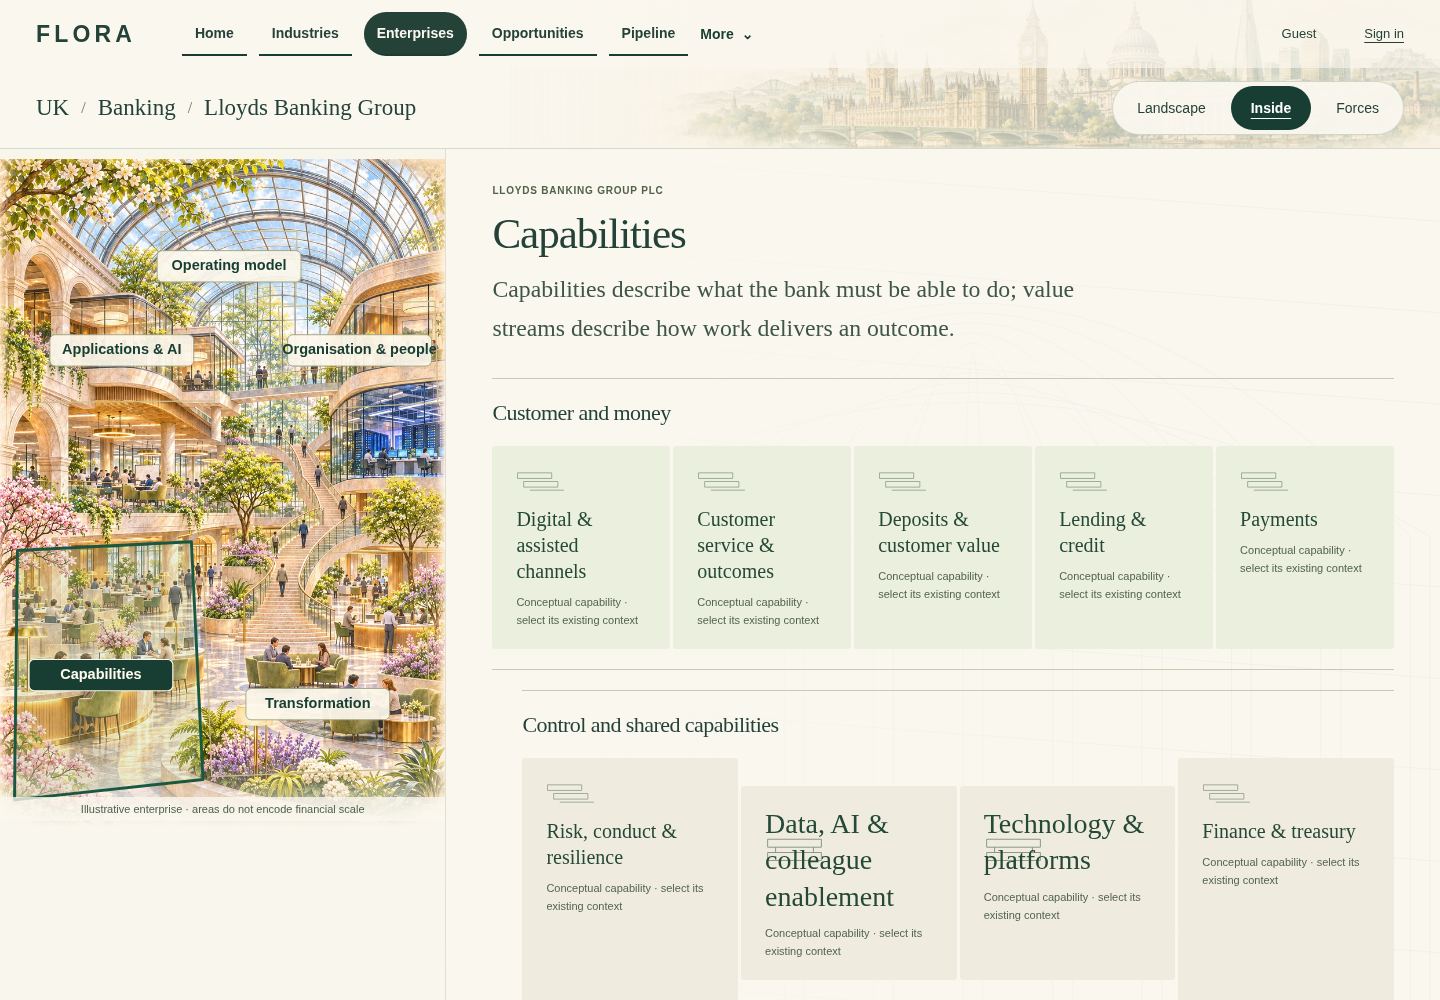 FLORA
Home
Industries
Enterprises
Opportunities
Pipeline
More
Guest
Sign in
UK / Banking / Lloyds Banking Group
Landscape
Inside
Forces
Operating model
Applications & AI
Organisation & people
Capabilities
Transformation
Illustrative enterprise · areas do not encode financial scale
LLOYDS BANKING GROUP PLC
Capabilities
Capabilities describe what the bank must be able to do; value
streams describe how work delivers an outcome.
Customer and money
Digital &
assisted
channels
Conceptual capability ·
select its existing context
Customer
service &
outcomes
Conceptual capability ·
select its existing context
Deposits &
customer value
Conceptual capability ·
select its existing context
Lending &
credit
Conceptual capability ·
select its existing context
Payments
Conceptual capability ·
select its existing context
Control and shared capabilities
Risk, conduct &
resilience
Conceptual capability · select its
existing context
Data, AI &
colleague
enablement
Conceptual capability · select its
existing context
Technology &
platforms
Conceptual capability · select its
existing context
Finance & treasury
Conceptual capability · select its
existing context